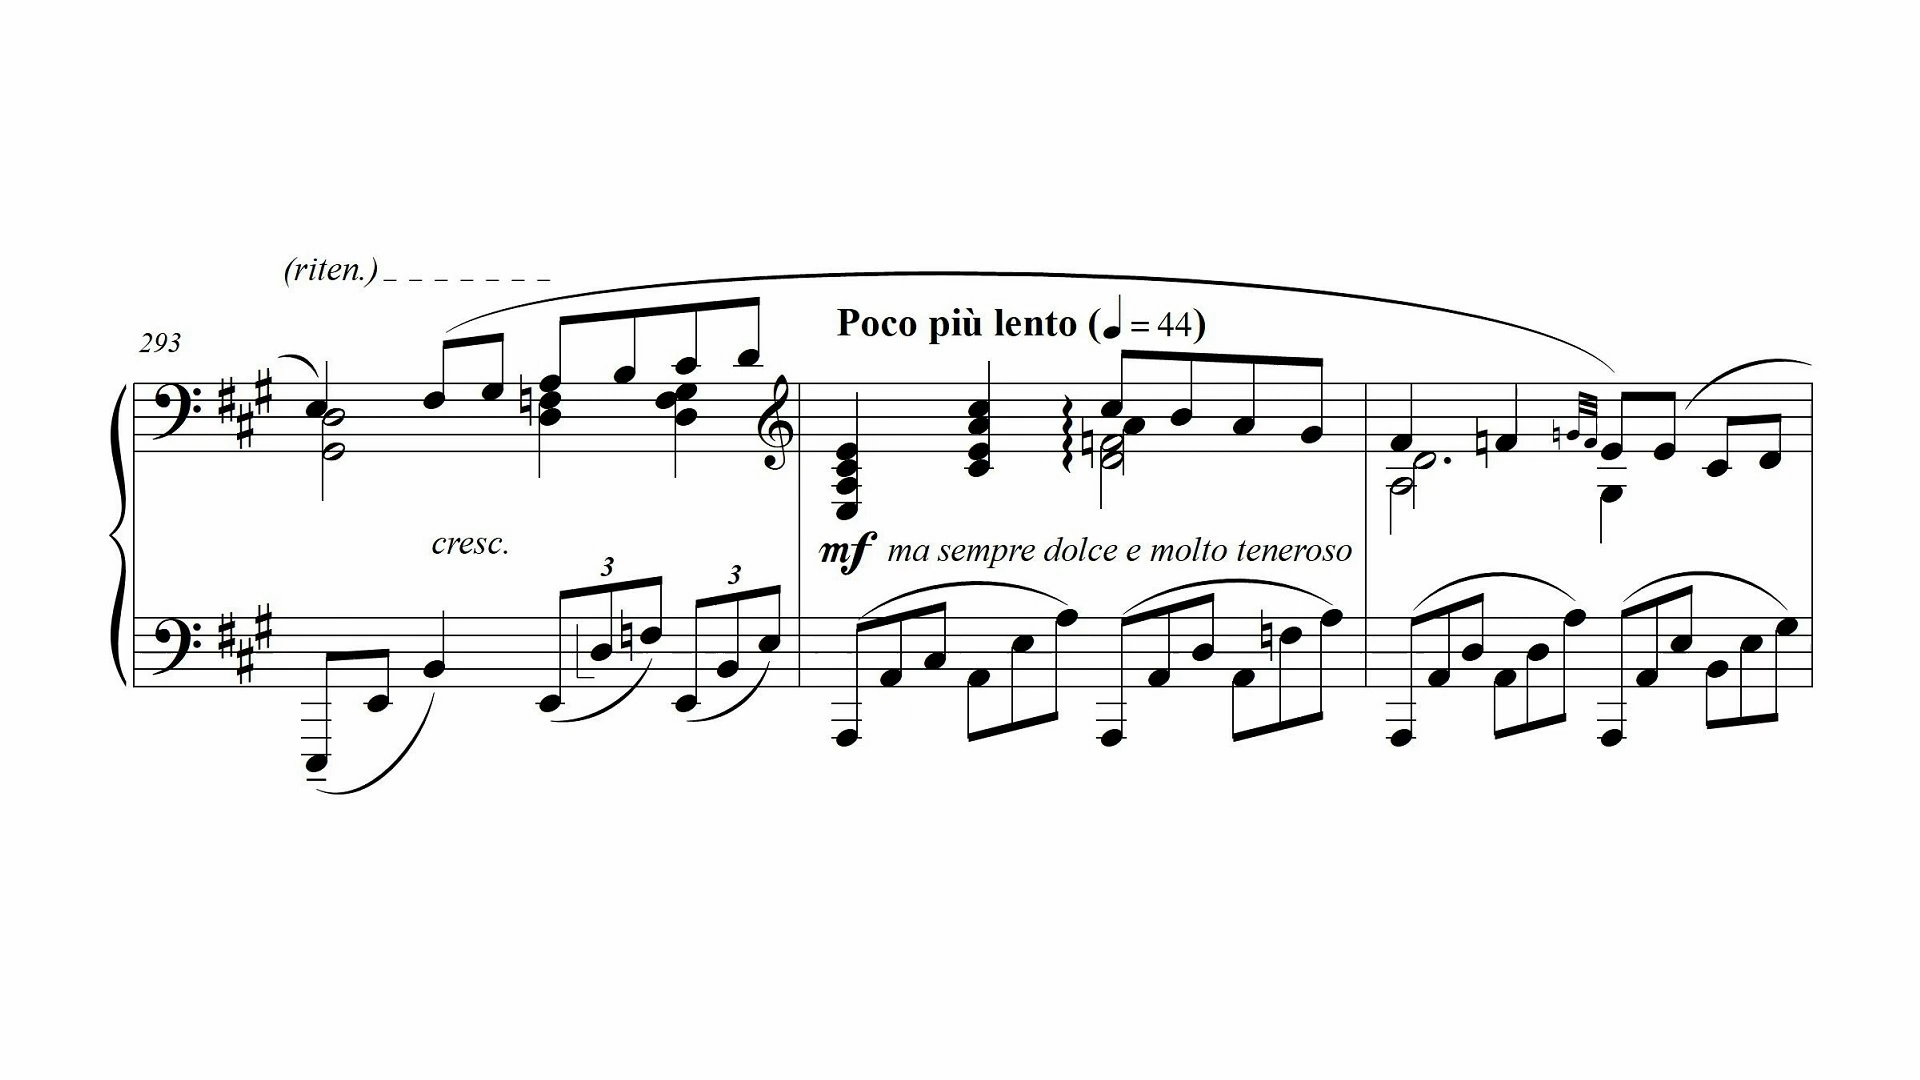 (riten.)
Poco più lento (♩ = 44)
293
cresc.
mf ma sempre dolce e molto teneroso
3 3